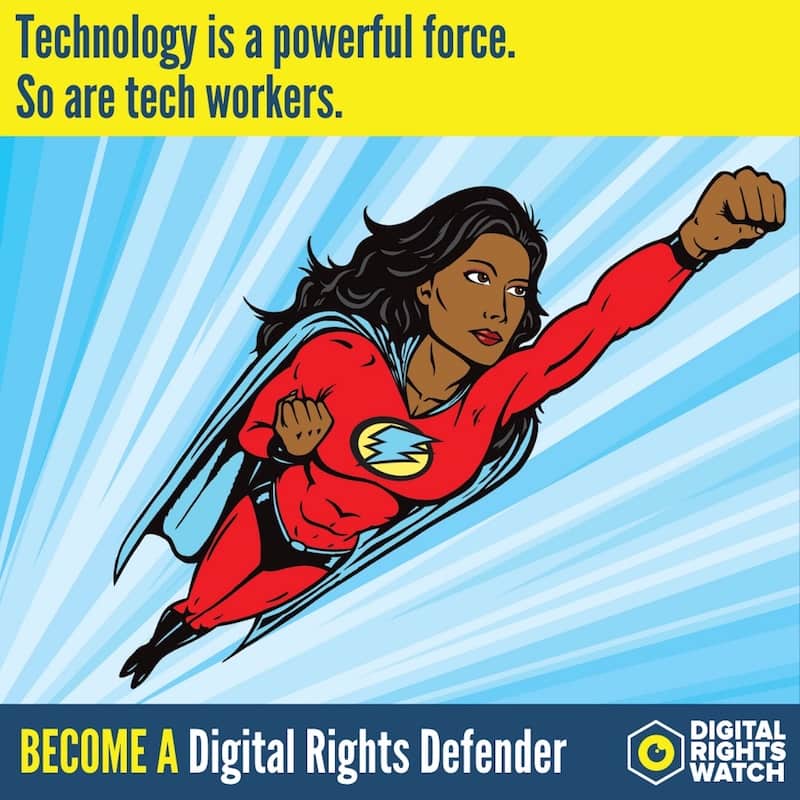 Technology is a powerful force.
So are tech workers.
BECOME A Digital Rights Defender
DIGITAL
RIGHTS
WATCH